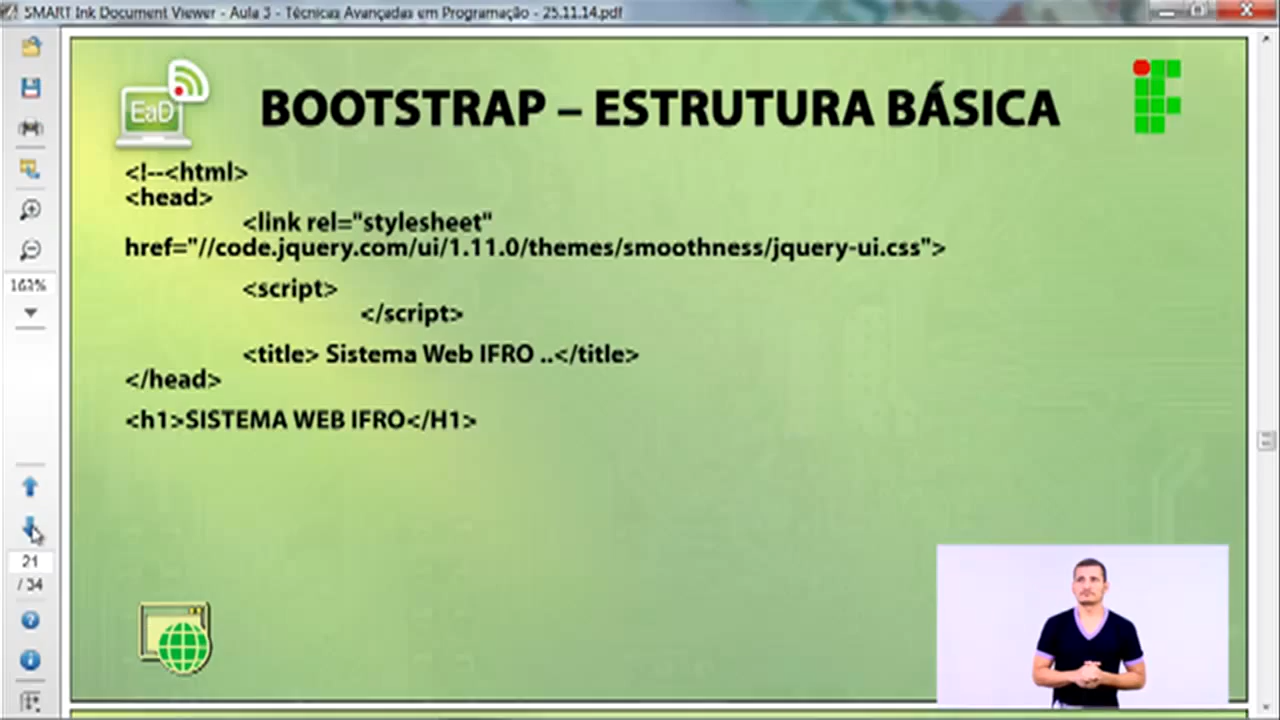 SMART Ink Document Viewer - Aula 3 - Técnicas Avançadas em Programação - 25.11.14.pdf
EaD
BOOTSTRAP – ESTRUTURA BÁSICA
<!--<html>
<head>
<link rel="stylesheet"
href="//code.jquery.com/ui/1.11.0/themes/smoothness/jquery-ui.css">
<script>
</script>
<title> Sistema Web IFRO ..</title>
</head>
<h1>SISTEMA WEB IFRO</H1>
21
/ 34